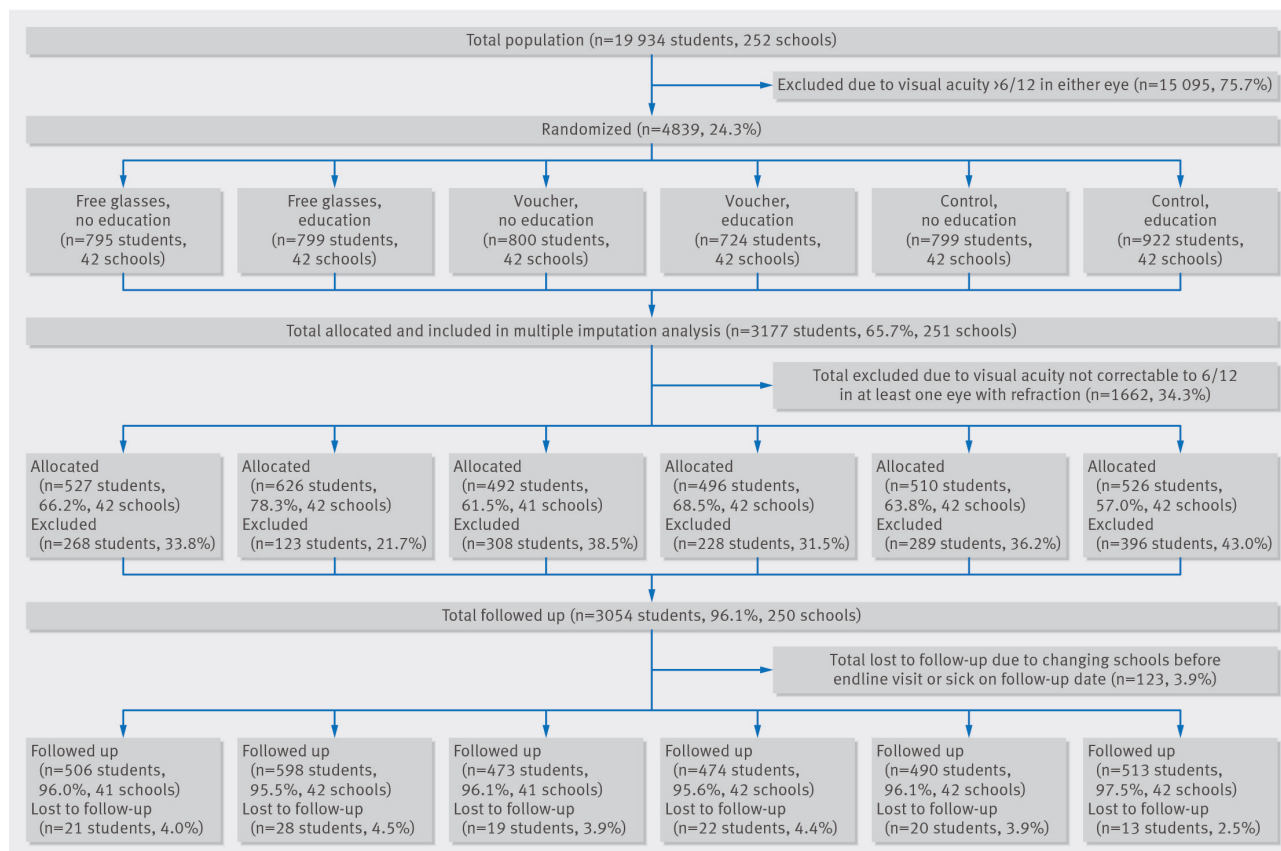 Total population (n=19 934 students, 252 schools)
Excluded due to visual acuity >6/12 in either eye (n=15 095, 75.7%)
Randomized (n=4839, 24.3%)
Free glasses,
no education
(n=795 students,
42 schools)
Free glasses,
education
(n=799 students,
42 schools)
Voucher,
no education
(n=800 students,
42 schools)
Voucher,
education
(n=724 students,
42 schools)
Control,
no education
(n=799 students,
42 schools)
Control,
education
(n=922 students,
42 schools)
Total allocated and included in multiple imputation analysis (n=3177 students, 65.7%, 251 schools)
Total excluded due to visual acuity not correctable to 6/12
in at least one eye with refraction (n=1662, 34.3%)
Allocated
(n=527 students,
66.2%, 42 schools)
Excluded
(n=268 students, 33.8%)
Allocated
(n=626 students,
78.3%, 42 schools)
Excluded
(n=123 students, 21.7%)
Allocated
(n=492 students,
61.5%, 41 schools)
Excluded
(n=308 students, 38.5%)
Allocated
(n=496 students,
68.5%, 42 schools)
Excluded
(n=228 students, 31.5%)
Allocated
(n=510 students,
63.8%, 42 schools)
Excluded
(n=289 students, 36.2%)
Allocated
(n=526 students,
57.0%, 42 schools)
Excluded
(n=396 students, 43.0%)
Total followed up (n=3054 students, 96.1%, 250 schools)
Total lost to follow-up due to changing schools before
endline visit or sick on follow-up date (n=123, 3.9%)
Followed up
(n=506 students,
96.0%, 41 schools)
Lost to follow-up
(n=21 students, 4.0%)
Followed up
(n=598 students,
95.5%, 42 schools)
Lost to follow-up
(n=28 students, 4.5%)
Followed up
(n=473 students,
96.1%, 41 schools)
Lost to follow-up
(n=19 students, 3.9%)
Followed up
(n=474 students,
95.6%, 42 schools)
Lost to follow-up
(n=22 students, 4.4%)
Followed up
(n=490 students,
96.1%, 42 schools)
Lost to follow-up
(n=20 students, 3.9%)
Followed up
(n=513 students,
97.5%, 42 schools)
Lost to follow-up
(n=13 students, 2.5%)